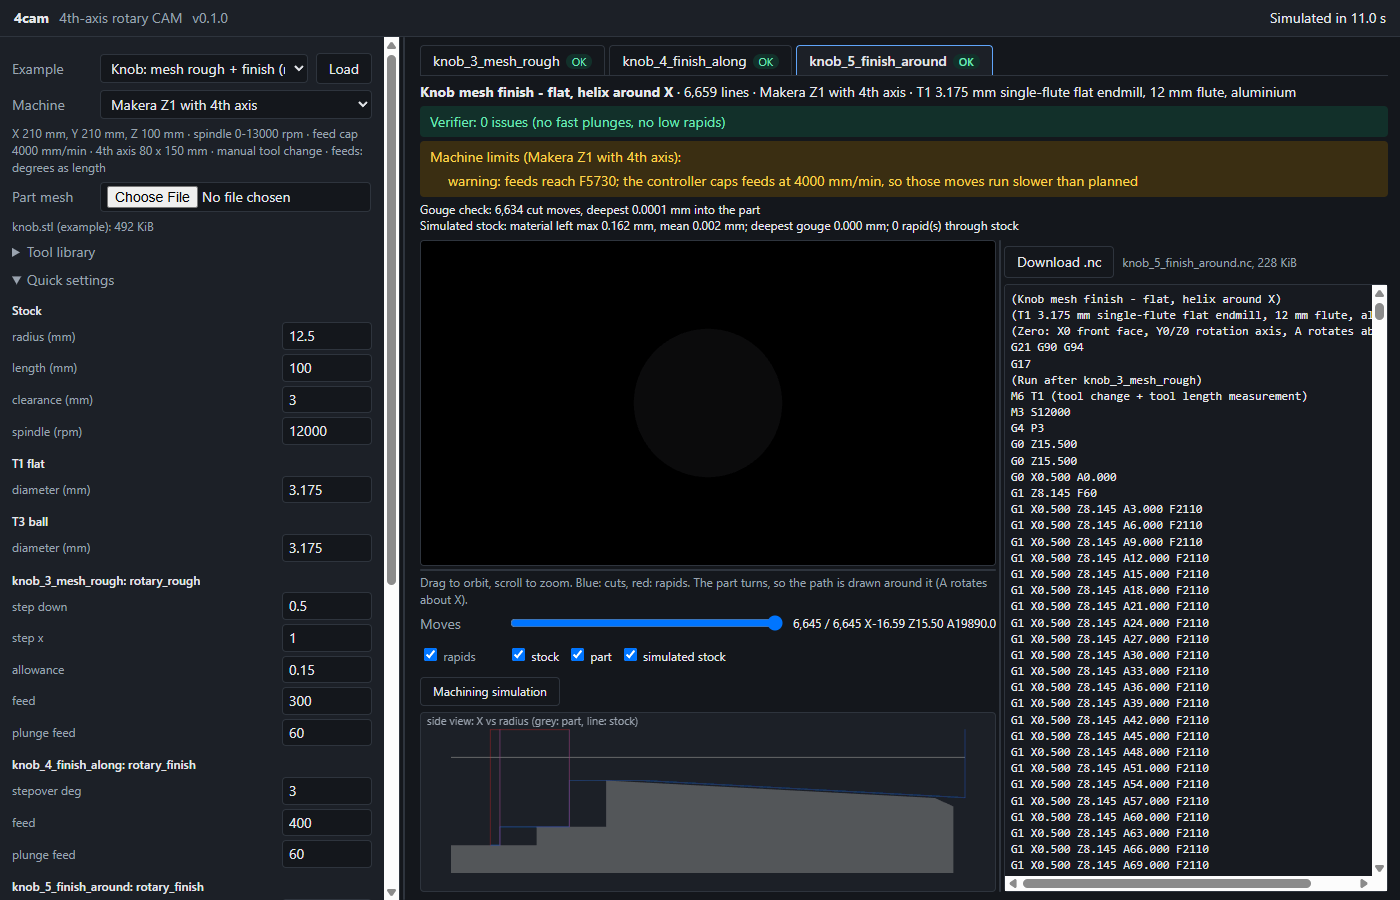 4cam 4th-axis rotary CAM v0.1.0
Simulated in 11.0 s
Example
Knob: mesh rough + finish (
Load
Machine
Makera Z1 with 4th axis
X 210 mm, Y 210 mm, Z 100 mm · spindle 0-13000 rpm · feed cap
4000 mm/min · 4th axis 80 x 150 mm · manual tool change · feeds:
degrees as length
Part mesh
Choose File No file chosen
knob.stl (example): 492 KiB
Tool library
Quick settings
Stock
radius (mm) 12.5
length (mm) 100
clearance (mm) 3
spindle (rpm) 12000
T1 flat
diameter (mm) 3.175
T3 ball
diameter (mm) 3.175
knob_3_mesh_rough: rotary_rough
step down 0.5
step x 1
allowance 0.15
feed 300
plunge feed 60
knob_4_finish_along: rotary_finish
stepover deg 3
feed 400
plunge feed 60
knob_5_finish_around: rotary_finish
knob_3_mesh_rough OK
knob_4_finish_along OK
knob_5_finish_around OK
Knob mesh finish - flat, helix around X · 6,659 lines · Makera Z1 with 4th axis · T1 3.175 mm single-flute flat endmill, 12 mm flute, aluminium
Verifier: 0 issues (no fast plunges, no low rapids)
Machine limits (Makera Z1 with 4th axis):
warning: feeds reach F5730; the controller caps feeds at 4000 mm/min, so those moves run slower than planned
Gouge check: 6,634 cut moves, deepest 0.0001 mm into the part
Simulated stock: material left max 0.162 mm, mean 0.002 mm; deepest gouge 0.000 mm; 0 rapid(s) through stock
Drag to orbit, scroll to zoom. Blue: cuts, red: rapids. The part turns, so the path is drawn around it (A rotates
about X).
Moves
6,645 / 6,645 X-16.59 Z15.50 A19890.0
rapids stock part simulated stock
Machining simulation
side view: X vs radius (grey: part, line: stock)
Download .nc
knob_5_finish_around.nc, 228 KiB
(Knob mesh finish - flat, helix around X)
(T1 3.175 mm single-flute flat endmill, 12 mm flute, al
(Zero: X0 front face, Y0/Z0 rotation axis, A rotates ab
G21 G90 G94
G17
(Run after knob_3_mesh_rough)
M6 T1 (tool change + tool length measurement)
M3 S12000
G4 P3
G0 Z15.500
G0 Z15.500
G0 X0.500 A0.000
G1 Z8.145 F60
G1 X0.500 Z8.145 A3.000 F2110
G1 X0.500 Z8.145 A6.000 F2110
G1 X0.500 Z8.145 A9.000 F2110
G1 X0.500 Z8.145 A12.000 F2110
G1 X0.500 Z8.145 A15.000 F2110
G1 X0.500 Z8.145 A18.000 F2110
G1 X0.500 Z8.145 A21.000 F2110
G1 X0.500 Z8.145 A24.000 F2110
G1 X0.500 Z8.145 A27.000 F2110
G1 X0.500 Z8.145 A30.000 F2110
G1 X0.500 Z8.145 A33.000 F2110
G1 X0.500 Z8.145 A36.000 F2110
G1 X0.500 Z8.145 A39.000 F2110
G1 X0.500 Z8.145 A42.000 F2110
G1 X0.500 Z8.145 A45.000 F2110
G1 X0.500 Z8.145 A48.000 F2110
G1 X0.500 Z8.145 A51.000 F2110
G1 X0.500 Z8.145 A54.000 F2110
G1 X0.500 Z8.145 A57.000 F2110
G1 X0.500 Z8.145 A60.000 F2110
G1 X0.500 Z8.145 A63.000 F2110
G1 X0.500 Z8.145 A66.000 F2110
G1 X0.500 Z8.145 A69.000 F2110